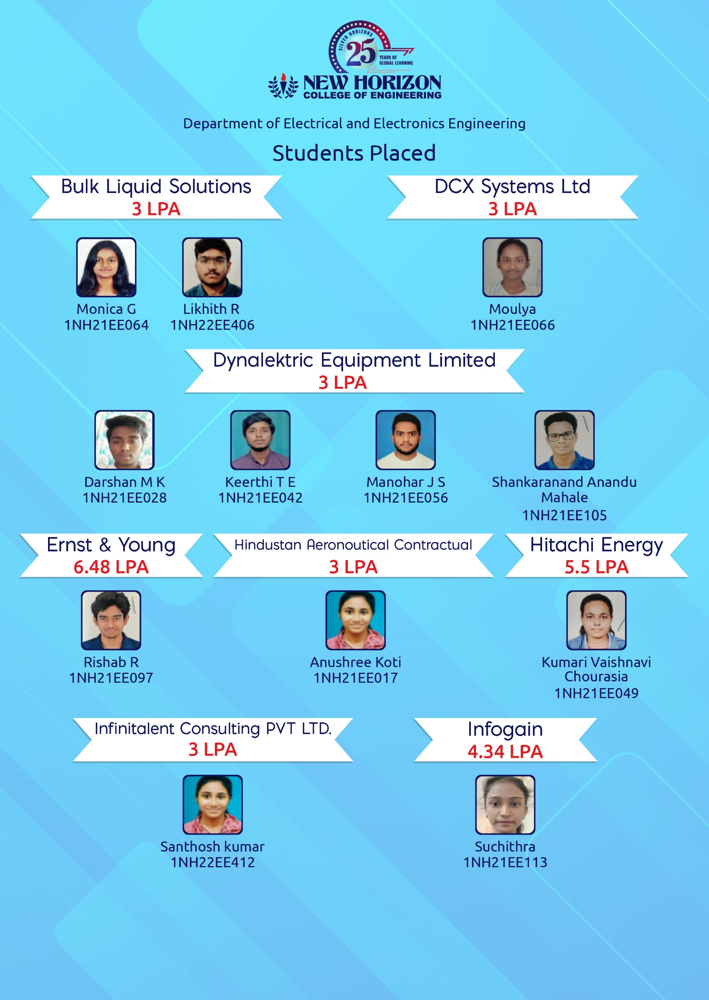 SILVER HORIZONS
25
YEARS OF
GLOBAL LEARNING
NEW HORIZON
COLLEGE OF ENGINEERING
Department of Electrical and Electronics Engineering
Students Placed
Bulk Liquid Solutions
3 LPA
DCX Systems Ltd
3 LPA
Monica G
1NH21EE064
Likhith R
1NH22EE406
Moulya
1NH21EE066
Dynalektric Equipment Limited
3 LPA
Darshan M K
1NH21EE028
Keerthi T E
1NH21EE042
Manohar J S
1NH21EE056
Shankaranand Anandu
Mahale
1NH21EE105
Ernst & Young
6.48 LPA
Hindustan Aeronoutical Contractual
3 LPA
Hitachi Energy
5.5 LPA
Rishab R
1NH21EE097
Anushree Koti
1NH21EE017
Kumari Vaishnavi
Chourasia
1NH21EE049
Infinitalent Consulting PVT LTD.
3 LPA
Infogain
4.34 LPA
Santhosh kumar
1NH22EE412
Suchithra
1NH21EE113